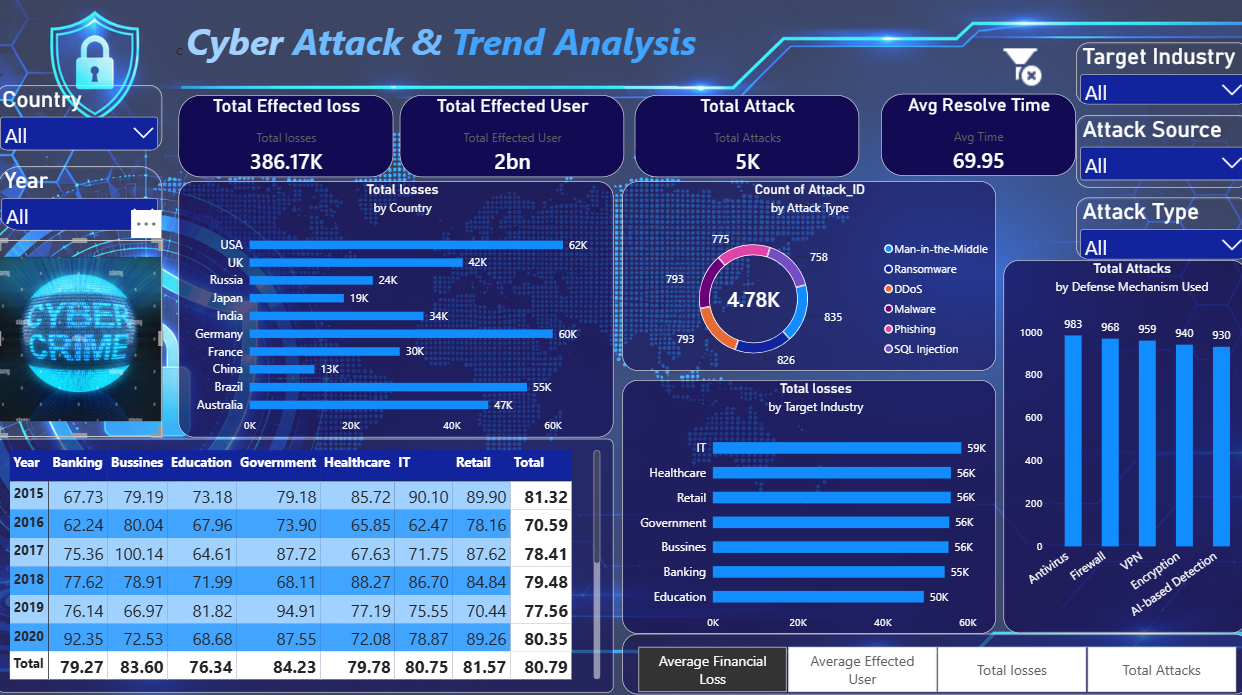 Cyber Attack & Trend Analysis
Country
All
Year
All
...
CYBER
CRIME
Total Effected loss
Total losses
386.17K
Total Effected User
Total Effected User
2bn
Total Attack
Total Attacks
5K
Avg Resolve Time
Avg Time
69.95
Target Industry
All
Attack Source
All
Attack Type
All
Total losses
by Country
USA 62K
UK 42K
Russia 24K
Japan 19K
India 34K
Germany 60K
France 30K
China 13K
Brazil 55K
Australia 47K
0K 20K 40K 60K
Count of Attack_ID
by Attack Type
775
758
793
4.78K
835
793
826
Man-in-the-Middle
Ransomware
DDoS
Malware
Phishing
SQL Injection
Total Attacks
by Defense Mechanism Used
1000
800
600
400
200
0
983 968 959 940 930
Antivirus
Firewall
VPN
Encryption
AI-based Detection
Total losses
by Target Industry
IT 59K
Healthcare 56K
Retail 56K
Government 56K
Bussines 56K
Banking 55K
Education 50K
0K 20K 40K 60K
Year Banking Bussines Education Government Healthcare IT Retail Total
2015 67.73 79.19 73.18 79.18 85.72 90.10 89.90 81.32
2016 62.24 80.04 67.96 73.90 65.85 62.47 78.16 70.59
2017 75.36 100.14 64.61 87.72 67.63 71.75 87.62 78.41
2018 77.62 78.91 71.99 68.11 88.27 86.70 84.84 79.48
2019 76.14 66.97 81.82 94.91 77.19 75.55 70.44 77.56
2020 92.35 72.53 68.68 87.55 72.08 78.87 89.26 80.35
Total 79.27 83.60 76.34 84.23 79.78 80.75 81.57 80.79
Average Financial
Loss
Average Effected
User
Total losses
Total Attacks